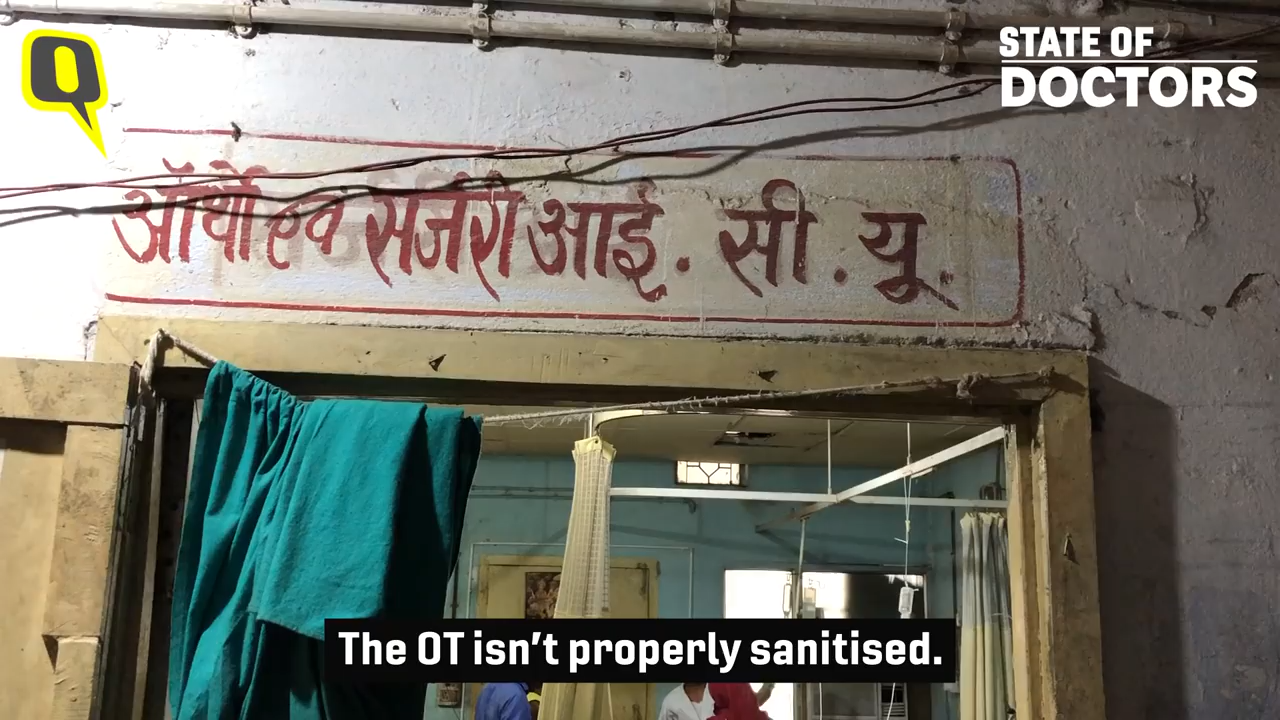 STATE OF
DOCTORS
ऑर्थो एवं सर्जरी आई. सी. यू.
The OT isn't properly sanitised.